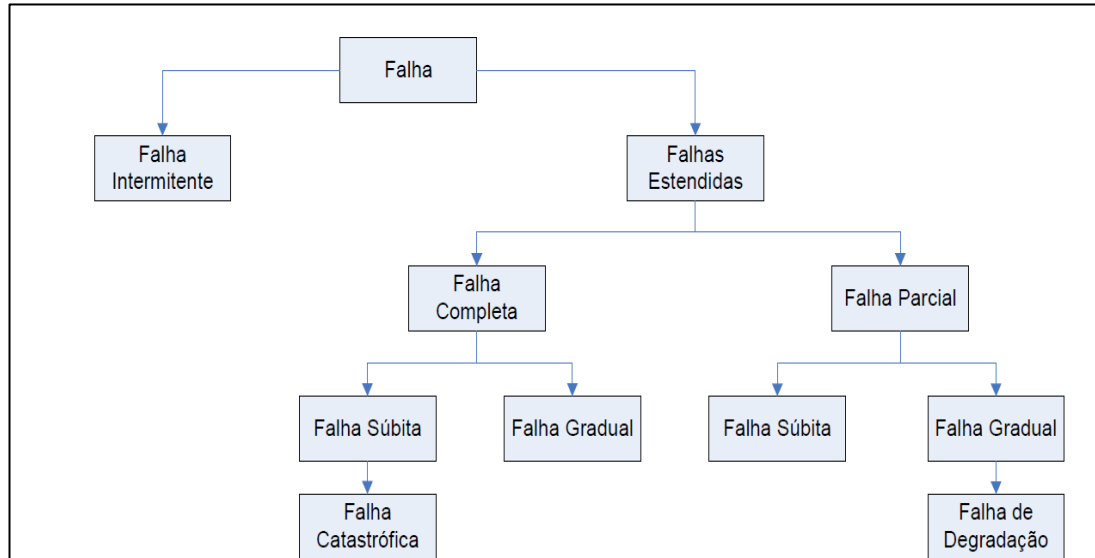 Falha
Falha
Intermitente
Falhas
Estendidas
Falha
Completa
Falha Parcial
Falha Súbita
Falha Gradual
Falha Súbita
Falha Gradual
Falha
Catastrófica
Falha de
Degradação